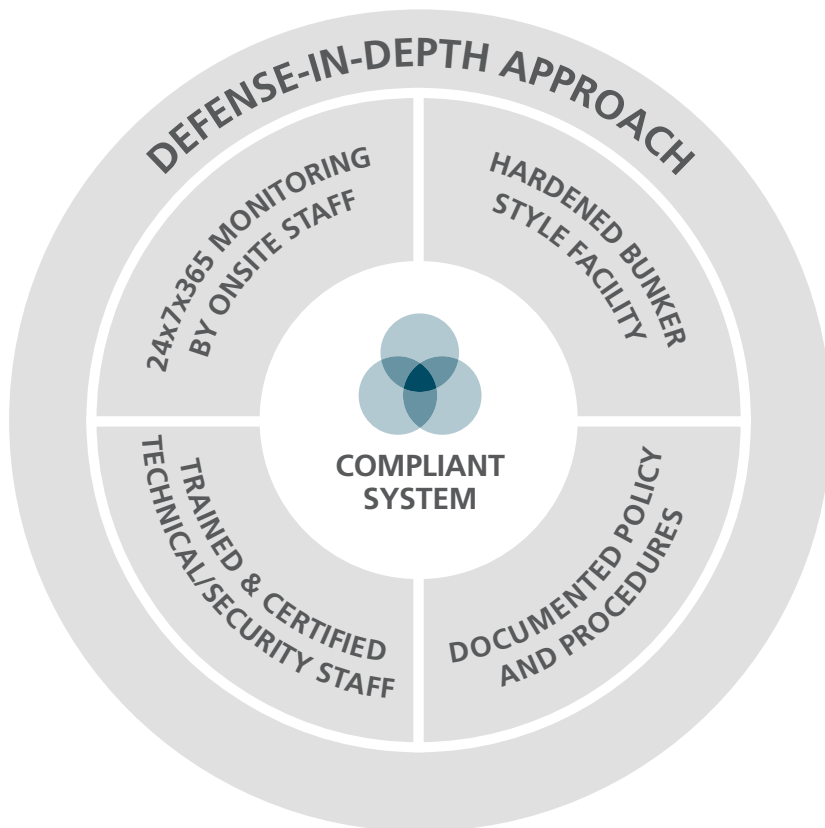 DEFENSE-IN-DEPTH APPROACH
24x7x365 MONITORING
BY ONSITE STAFF
HARDENED BUNKER
STYLE FACILITY
COMPLIANT
SYSTEM
TRAINED & CERTIFIED
TECHNICAL/SECURITY STAFF
DOCUMENTED POLICY
AND PROCEDURES